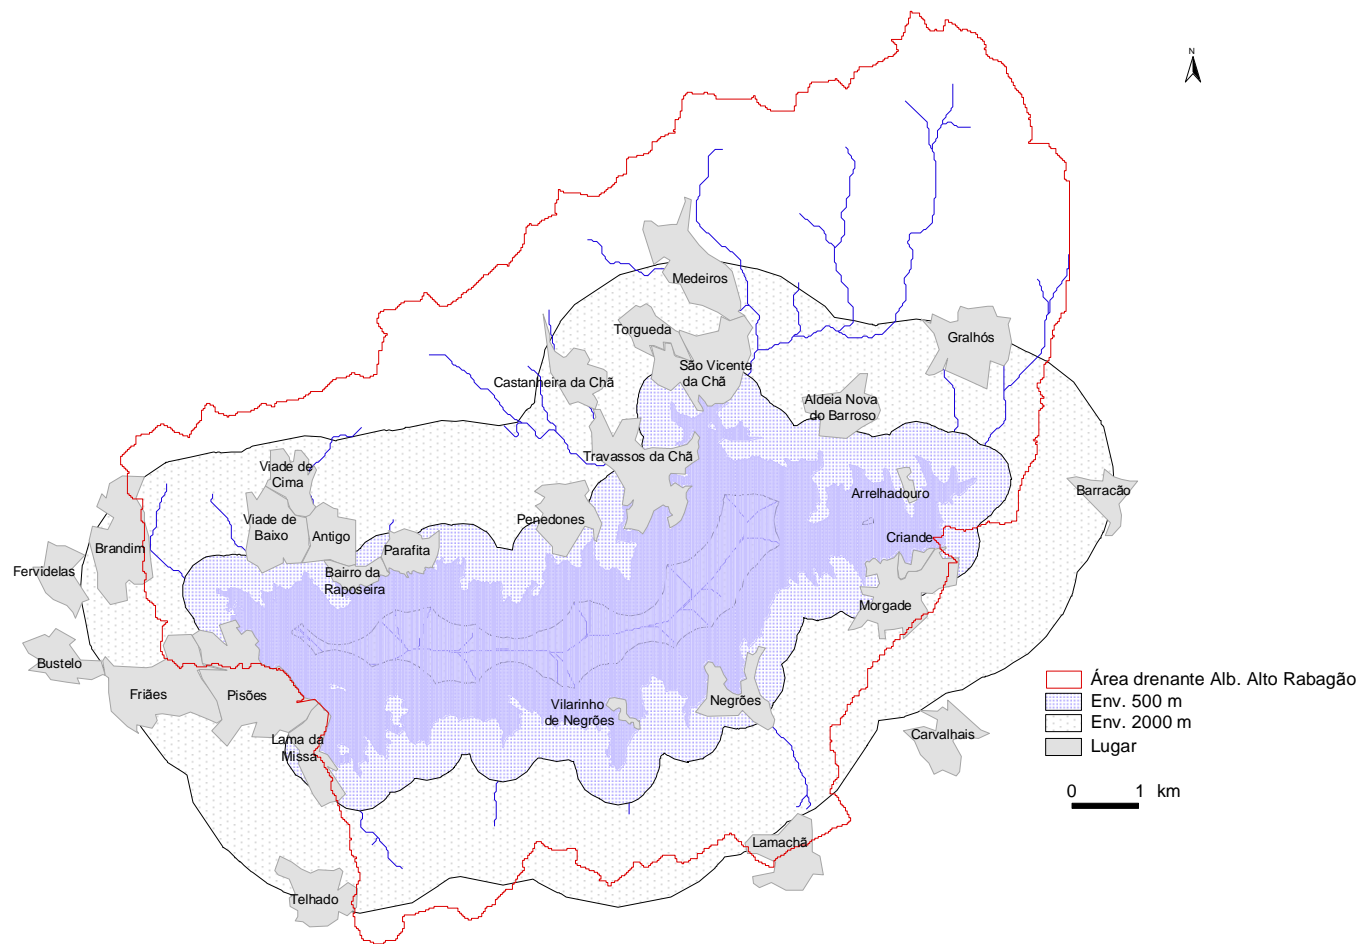 N
Medeiros
Torgueda
Gralhós
São Vicente
da Chã
Castanheira da Chã
Aldeia Nova
do Barroso
Travassos da Chã
Viade de
Cima
Arrelhadouro
Barracão
Viade de
Baixo
Penedones
Antigo
Criande
Brandim
Parafita
Fervidelas
Bairro da
Raposeira
Morgade
Bustelo
Friães
Pisões
Negrões
Vilarinho
de Negrões
Carvalhais
Lama da
Missa
Lamachã
Telhado
Área drenante Alb. Alto Rabagão
Env. 500 m
Env. 2000 m
Lugar
0 1 km